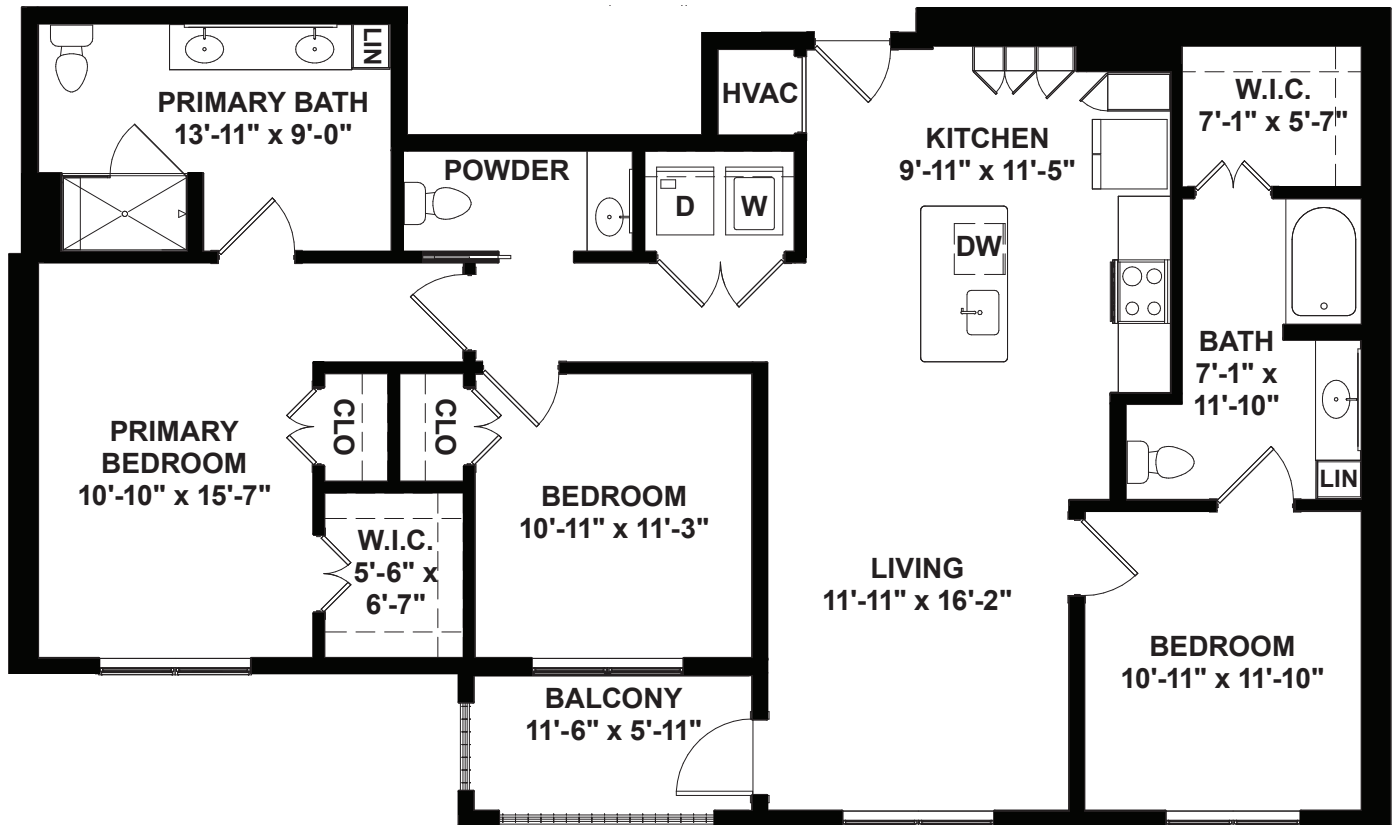 LIN
PRIMARY BATH
13'-11" x 9'-0"
HVAC
W.I.C.
7'-1" x 5'-7"
KITCHEN
9'-11" x 11'-5"
POWDER
D
W
DW
BATH
7'-1" x
11'-10"
LIN
CLO
CLO
PRIMARY
BEDROOM
10'-10" x 15'-7"
BEDROOM
10'-11" x 11'-3"
W.I.C.
5'-6" x
6'-7"
LIVING
11'-11" x 16'-2"
BEDROOM
10'-11" x 11'-10"
BALCONY
11'-6" x 5'-11"